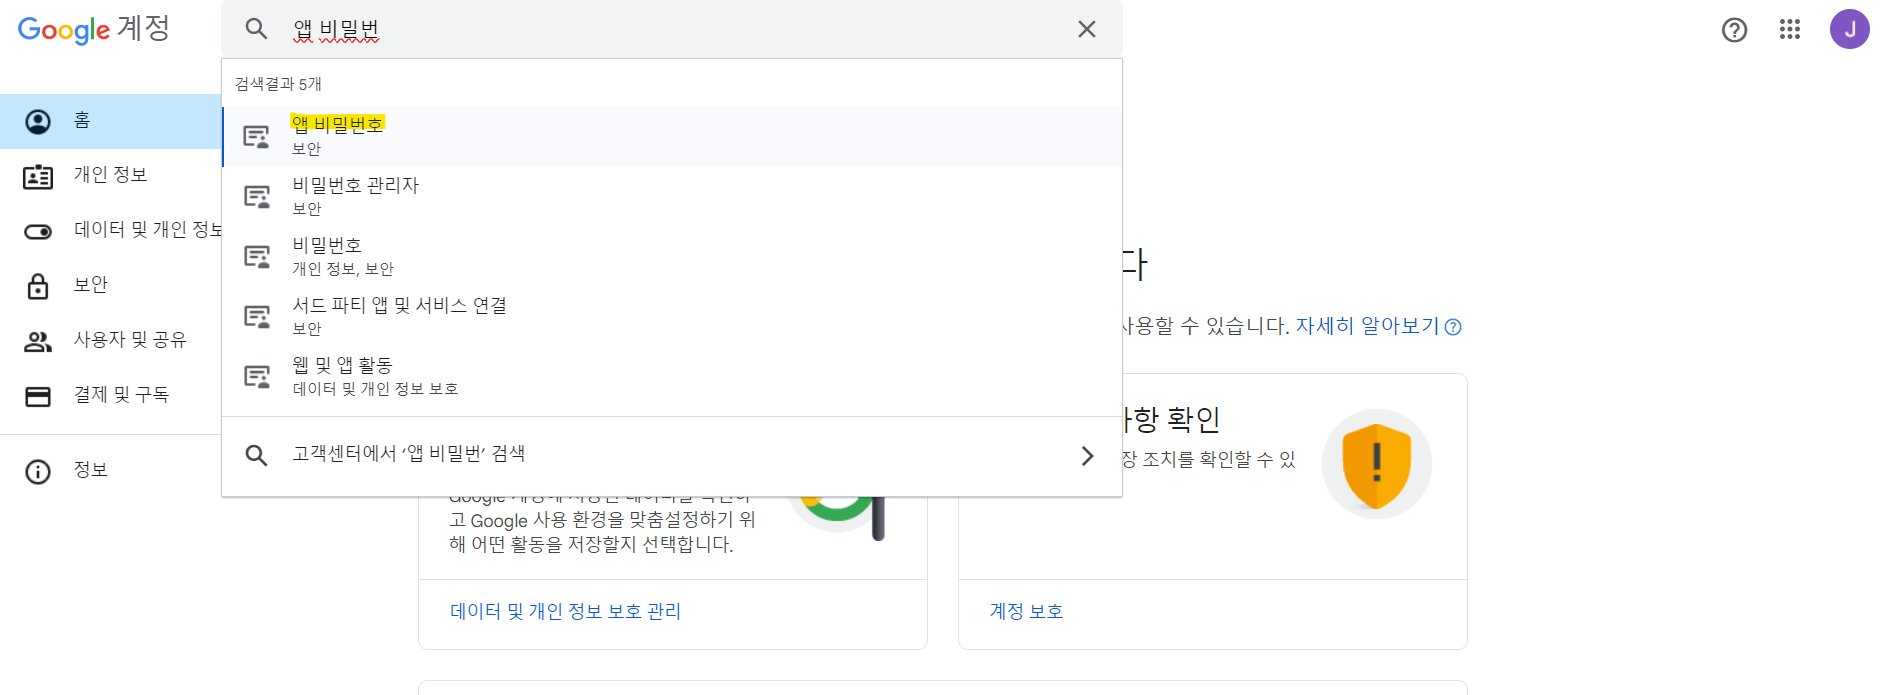 Google 계정
앱 비밀번
J
검색결과 5개
앱 비밀번호
보안
비밀번호 관리자
보안
비밀번호
개인 정보, 보안
서드 파티 앱 및 서비스 연결
보안
웹 및 앱 활동
데이터 및 개인 정보 보호
고객센터에서 ‘앱 비밀번’ 검색
홈
개인 정보
데이터 및 개인 정보
보안
사용자 및 공유
결제 및 구독
정보
다
사용할 수 있습니다. 자세히 알아보기
사항 확인
장 조치를 확인할 수 있
고 Google 사용 환경을 맞춤설정하기 위
해 어떤 활동을 저장할지 선택합니다.
데이터 및 개인 정보 보호 관리
계정 보호